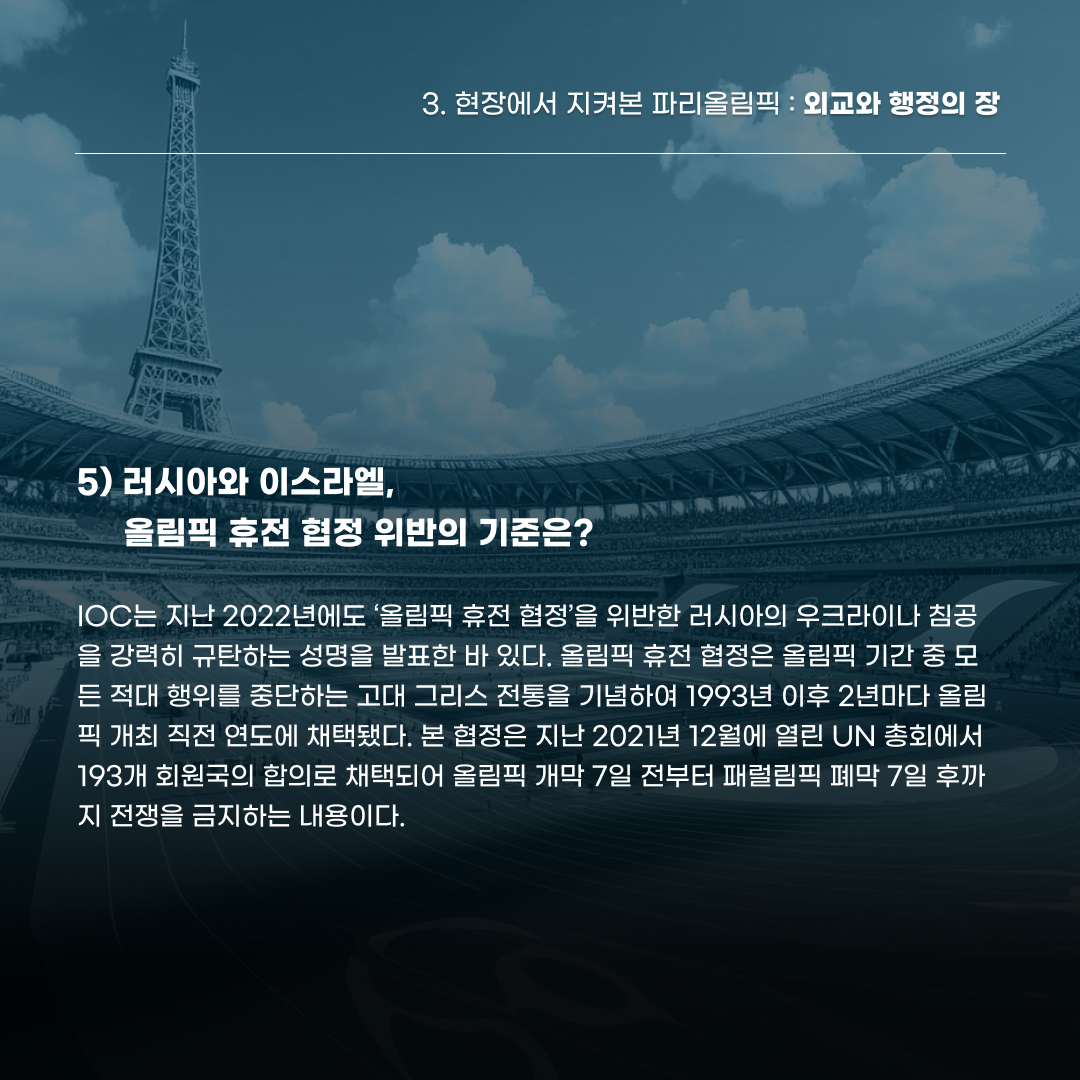 3. 현장에서 지켜본 파리올림픽 : 외교와 행정의 장
5) 러시아와 이스라엘,
올림픽 휴전 협정 위반의 기준은?
IOC는 지난 2022년에도 ‘올림픽 휴전 협정’을 위반한 러시아의 우크라이나 침공
을 강력히 규탄하는 성명을 발표한 바 있다. 올림픽 휴전 협정은 올림픽 기간 중 모
든 적대 행위를 중단하는 고대 그리스 전통을 기념하여 1993년 이후 2년마다 올림
픽 개최 직전 연도에 채택됐다. 본 협정은 지난 2021년 12월에 열린 UN 총회에서
193개 회원국의 합의로 채택되어 올림픽 개막 7일 전부터 패럴림픽 폐막 7일 후까
지 전쟁을 금지하는 내용이다.